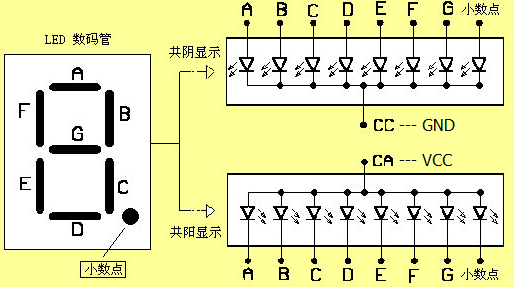 LED 数码管
A
F
B
G
E
C
D
小数点
共阴显示
共阳显示
A B C D E F G 小数点
CC --- GND
CA --- VCC
A B C D E F G 小数点